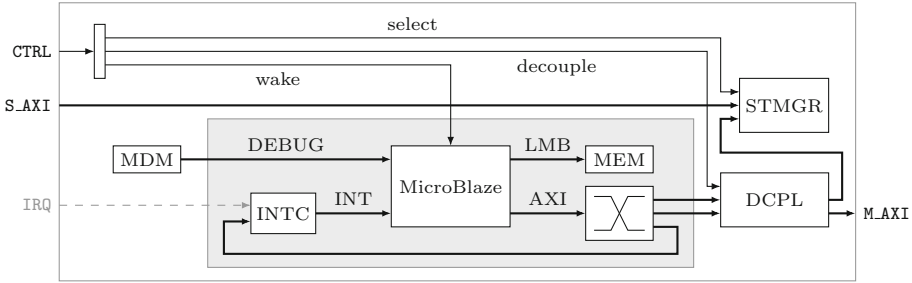 select
CTRL
decouple
wake
S_AXI
STMGR
DEBUG
LMB
MDM
MEM
MicroBlaze
IRQ
INTC
INT
AXI
DCPL
M_AXI